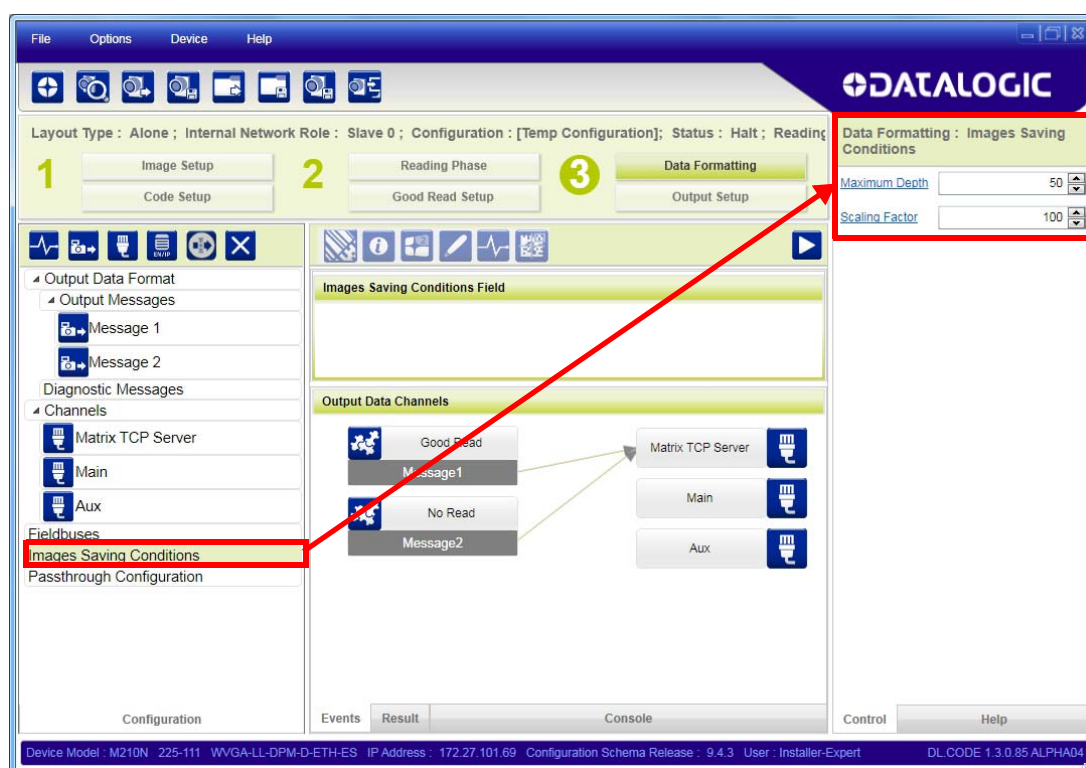 File Options Device Help
DATALOGIC
Layout Type : Alone ; Internal Network Role : Slave 0 ; Configuration : [Temp Configuration]; Status : Halt ; Reading
1
Image Setup
Code Setup
2
Reading Phase
Good Read Setup
3
Data Formatting
Output Setup
Data Formatting : Images Saving
Conditions
Maximum Depth 50
Scaling Factor 100
EN/IP
Output Data Format
Output Messages
Message 1
Message 2
Diagnostic Messages
Channels
Matrix TCP Server
Main
Aux
Fieldbuses
Images Saving Conditions
Passthrough Configuration
Configuration
Images Saving Conditions Field
Output Data Channels
Good Read
Message1
No Read
Message2
Matrix TCP Server
Main
Aux
Events Result Console
Control Help
Device Model : M210N 225-111 WVGA-LL-DPM-D-ETH-ES IP Address : 172.27.101.69 Configuration Schema Release : 9.4.3 User : Installer-Expert DL.CODE 1.3.0.85 ALPHA04